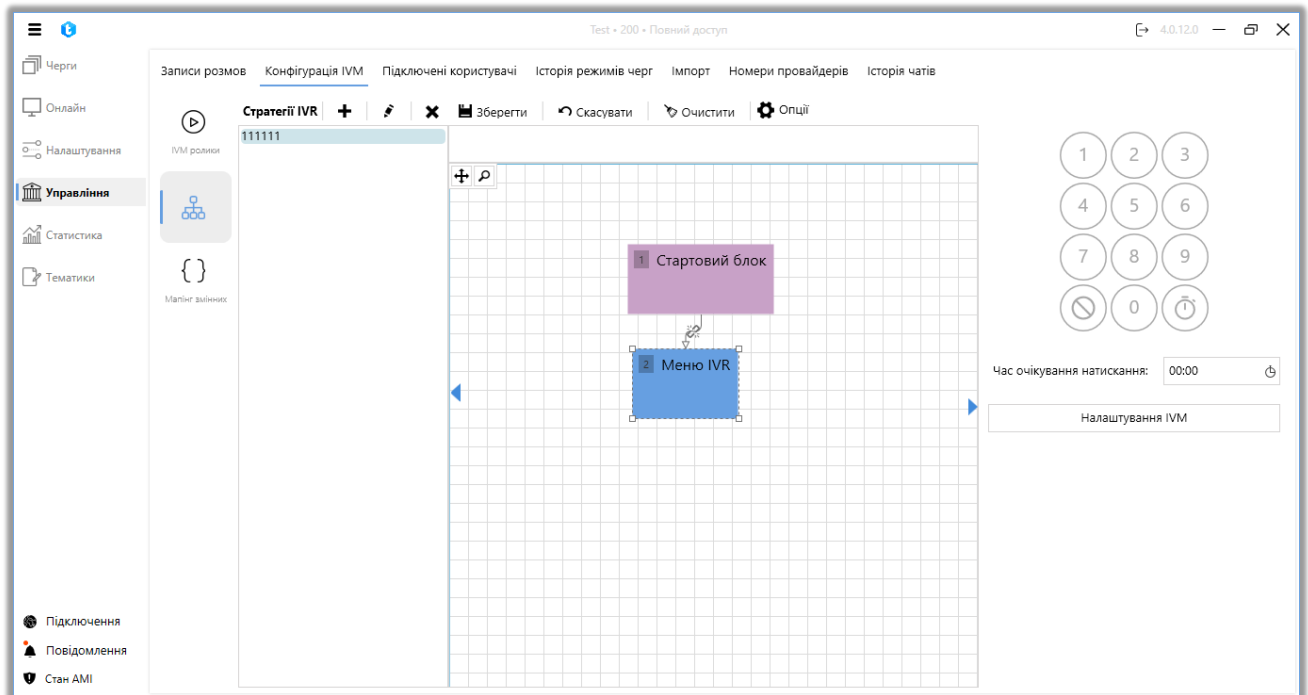 Test • 200 • Повний доступ
4.0.12.0
Черги
Онлайн
Налаштування
Управління
Статистика
Тематики
Підключення
Повідомлення
Стан AMI
Записи розмов Конфігурація IVM Підключені користувачі Історія режимів черг Імпорт Номери провайдерів Історія чатів
IVM ролики
Мапінг змінних
Стратегії IVR Зберегти Скасувати Очистити Опції
111111
1 Стартовий блок
2 Меню IVR
1 2 3
4 5 6
7 8 9
0
Час очікування натискання: 00:00
Налаштування IVM